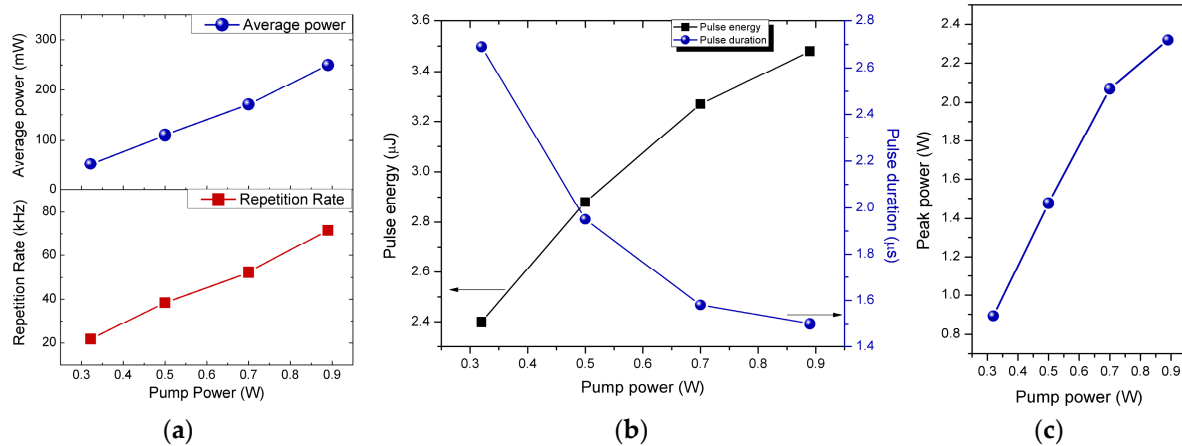 Average power
Average power (mW)
300
200
100
0
Repetition Rate
Repetition Rate (kHz)
80
60
40
20
0.3 0.4 0.5 0.6 0.7 0.8 0.9
Pump Power (W)
(a)
Pulse energy
Pulse duration
Pulse energy (μJ)
3.6
3.4
3.2
3.0
2.8
2.6
2.4
2.8
2.6
2.4
2.2
2.0
1.8
1.6
1.4
Pulse duration (μs)
0.3 0.4 0.5 0.6 0.7 0.8 0.9
Pump power (W)
(b)
Peak power (W)
2.4
2.2
2.0
1.8
1.6
1.4
1.2
1.0
0.8
0.3 0.4 0.5 0.6 0.7 0.8 0.9
Pump power (W)
(c)